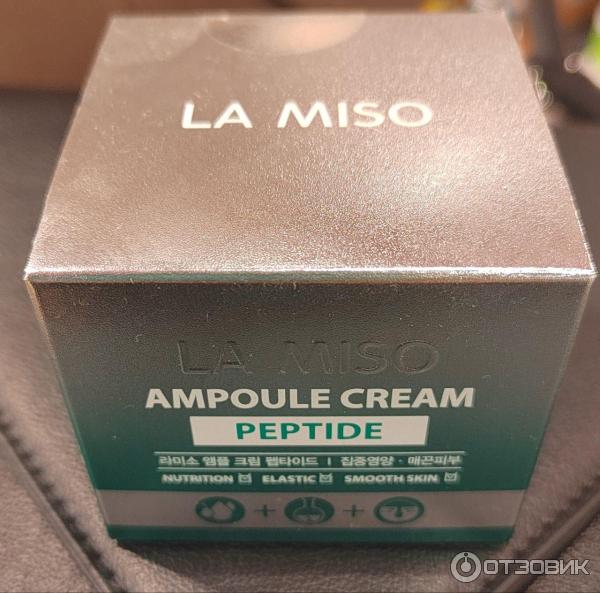 LA MISO
LA MISO
AMPOULE CREAM
PEPTIDE
라미소 앰플 크림 펩타이드 | 집중영양 · 매끈피부
NUTRITION ☑ ELASTIC ☑ SMOOTH SKIN ☑
+ +
ОТЗОВИК